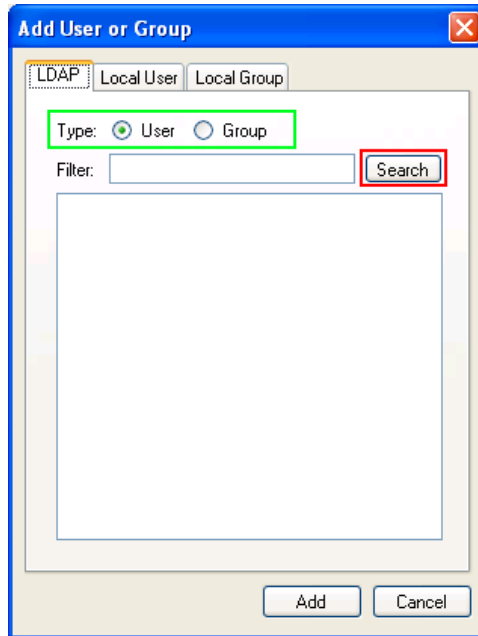 Add User or Group
LDAP Local User Local Group
Type: User Group
Filter: Search
Add Cancel